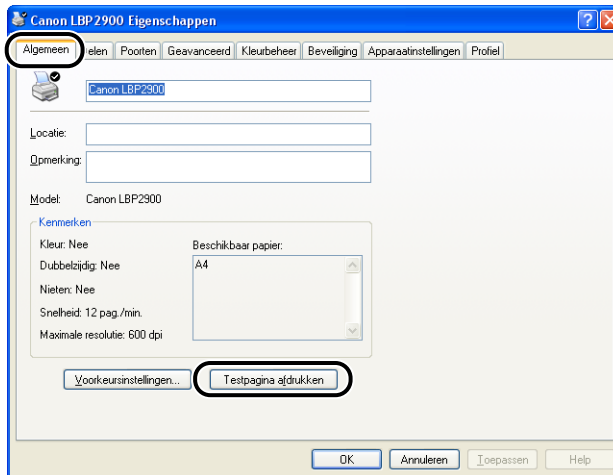 Canon LBP2900 Eigenschappen
Algemeen Delen Poorten Geavanceerd Kleurbeheer Beveiliging Apparaatinstellingen Profiel
Canon LBP2900
Locatie:
Opmerking:
Model: Canon LBP2900
Kenmerken
Kleur: Nee
Beschikbaar papier:
Dubbelzijdig: Nee
A4
Nieten: Nee
Snelheid: 12 pag./min.
Maximale resolutie: 600 dpi
Voorkeursinstellingen... Testpagina afdrukken
OK Annuleren Toepassen Help